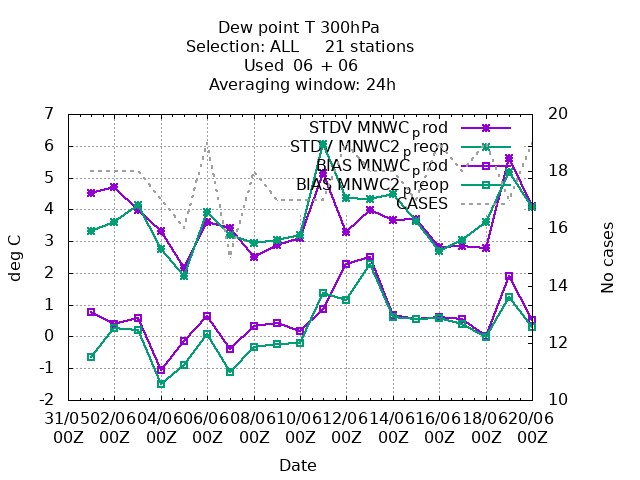 Dew point T 300hPa
Selection: ALL 21 stations
Used 06 + 06
Averaging window: 24h
7 20
STDV MNWC_prod
6
STDV MNWC2_preop
BIAS MNWC_prod
5 18
BIAS MNWC2_preop
CASES
4
3 16
2
1 14
0
-1 12
-2 10
deg C
No cases
31/05 02/06 04/06 06/06 08/06 10/06 12/06 14/06 16/06 18/06 20/06
00Z 00Z 00Z 00Z 00Z 00Z 00Z 00Z 00Z 00Z 00Z
Date